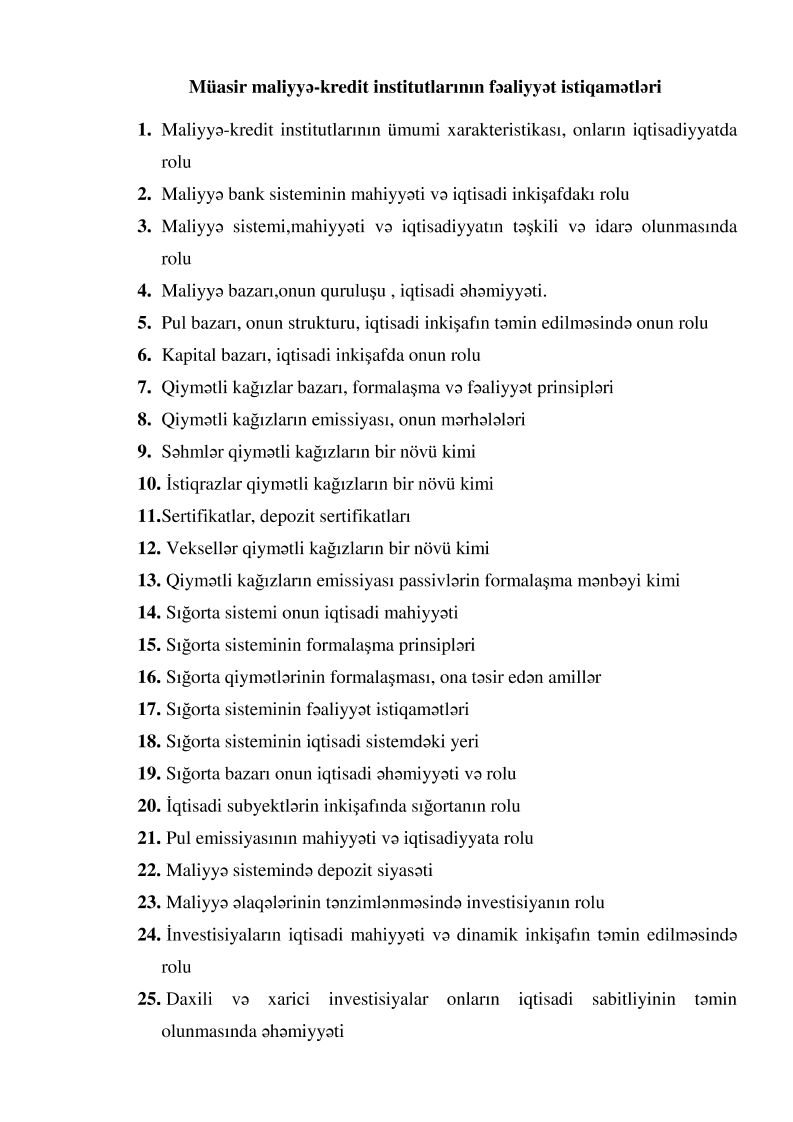 Müasir maliyyə-kredit institutlarının fəaliyyət istiqamətləri
1. Maliyyə-kredit institutlarının ümumi xarakteristikası, onların iqtisadiyyatda
rolu
2. Maliyyə bank sisteminin mahiyyəti və iqtisadi inkişafdakı rolu
3. Maliyyə sistemi,mahiyyəti və iqtisadiyyatın təşkili və idarə olunmasında
rolu
4. Maliyyə bazarı,onun quruluşu , iqtisadi əhəmiyyəti.
5. Pul bazarı, onun strukturu, iqtisadi inkişafın təmin edilməsində onun rolu
6. Kapital bazarı, iqtisadi inkişafda onun rolu
7. Qiymətli kağızlar bazarı, formalaşma və fəaliyyət prinsipləri
8. Qiymətli kağızların emissiyası, onun mərhələləri
9. Səhmlər qiymətli kağızların bir növü kimi
10. İstiqrazlar qiymətli kağızların bir növü kimi
11.Sertifikatlar, depozit sertifikatları
12. Veksellər qiymətli kağızların bir növü kimi
13. Qiymətli kağızların emissiyası passivlərin formalaşma mənbəyi kimi
14. Sığorta sistemi onun iqtisadi mahiyyəti
15. Sığorta sisteminin formalaşma prinsipləri
16. Sığorta qiymətlərinin formalaşması, ona təsir edən amillər
17. Sığorta sisteminin fəaliyyət istiqamətləri
18. Sığorta sisteminin iqtisadi sistemdəki yeri
19. Sığorta bazarı onun iqtisadi əhəmiyyəti və rolu
20. İqtisadi subyektlərin inkişafında sığortanın rolu
21. Pul emissiyasının mahiyyəti və iqtisadiyyata rolu
22. Maliyyə sistemində depozit siyasəti
23. Maliyyə əlaqələrinin tənzimlənməsində investisiyanın rolu
24. İnvestisiyaların iqtisadi mahiyyəti və dinamik inkişafın təmin edilməsində
rolu
25. Daxili və xarici investisiyalar onların iqtisadi sabitliyinin təmin
olunmasında əhəmiyyəti